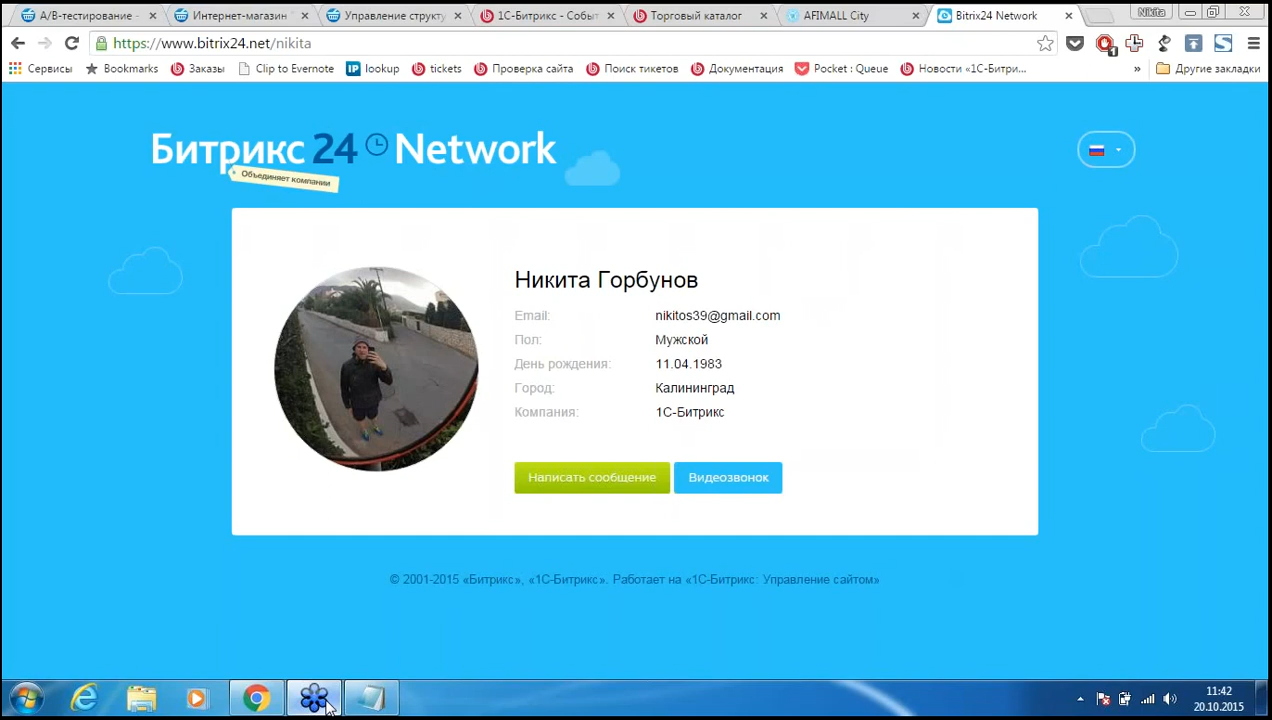 A/B-тестирование -
Интернет-магазин "
Управление структу
1С-Битрикс - Событ
Торговый каталог
AFIMALL City
Bitrix24 Network
Nikita
https://www.bitrix24.net/nikita
1
Сервисы
Bookmarks
Заказы
Clip to Evernote
IP lookup
tickets
Проверка сайта
Поиск тикетов
Документация
Pocket : Queue
Новости «1С-Битри...
»
Другие закладки
Битрикс 24 Network
Объединяет компании
Никита Горбунов
Email: nikitos39@gmail.com
Пол: Мужской
День рождения: 11.04.1983
Город: Калининград
Компания: 1С-Битрикс
Написать сообщение
Видеозвонок
© 2001-2015 «Битрикс», «1С-Битрикс». Работает на «1С-Битрикс: Управление сайтом»
11:42
20.10.2015